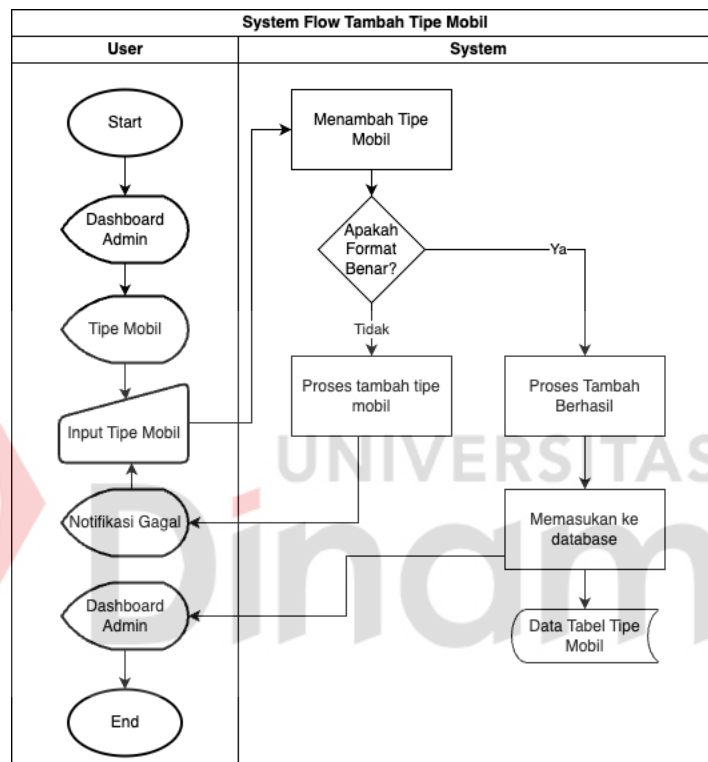 System Flow Tambah Tipe Mobil
User
System
Start
Menambah Tipe
Mobil
Dashboard
Admin
Apakah
Format
Benar?
Ya
Tipe Mobil
Tidak
Input Tipe Mobil
Proses tambah tipe
mobil
Proses Tambah
Berhasil
UNIVERSITAS
Notifikasi Gagal
Memasukan ke
database
Dinam
Dashboard
Admin
Data Tabel Tipe
Mobil
End